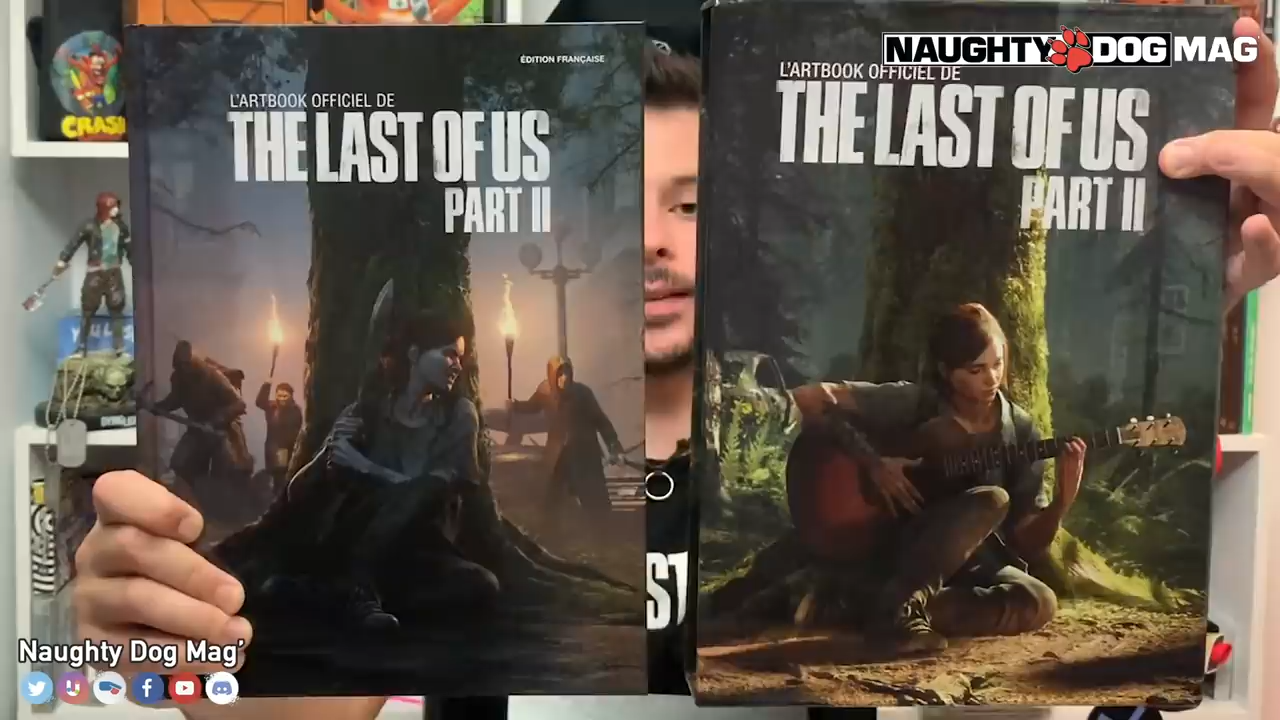 NAUGHTY DOG MAG'
ÉDITION FRANÇAISE
L'ARTBOOK OFFICIEL DE
THE LAST OF US
PART II
L'ARTBOOK OFFICIEL DE
THE LAST OF US
PART II
CRASH
ST
Naughty Dog Mag'